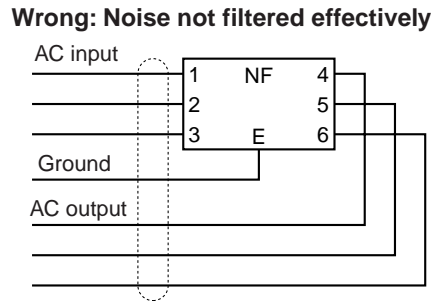 Wrong: Noise not filtered effectively
AC input
1 NF 4
2 5
3 E 6
Ground
AC output